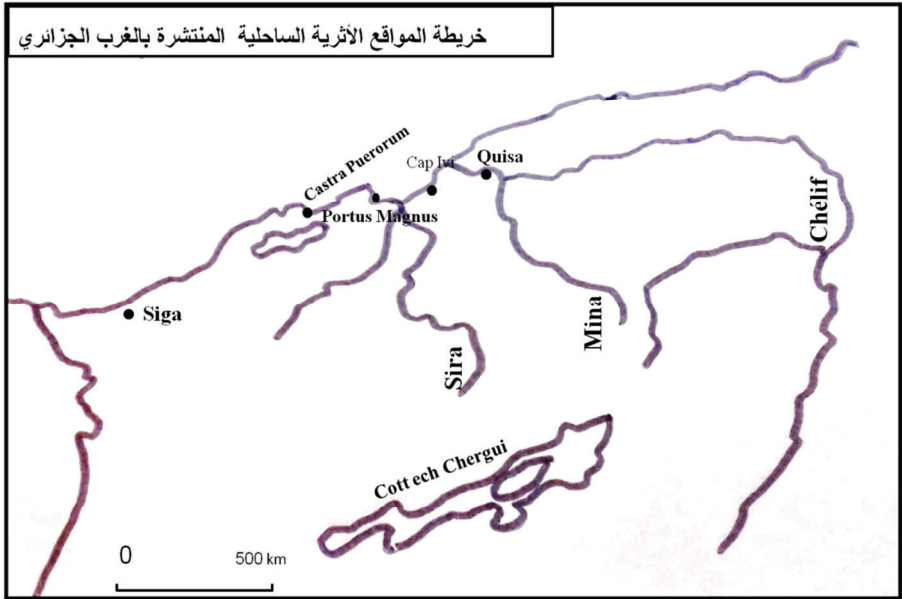 خريطة المواقع الأثرية الساحلية المنتشرة بالغرب الجزائري
Castra Puerorum
Cap Ivi
Quisa
Portus Magnus
Chélif
Siga
Mina
Sira
Cott ech Chergui
0
500 km